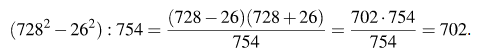 (728² − 26²) : 754 = (728 − 26)(728 + 26) / 754 = 702 · 754 / 754 = 702.